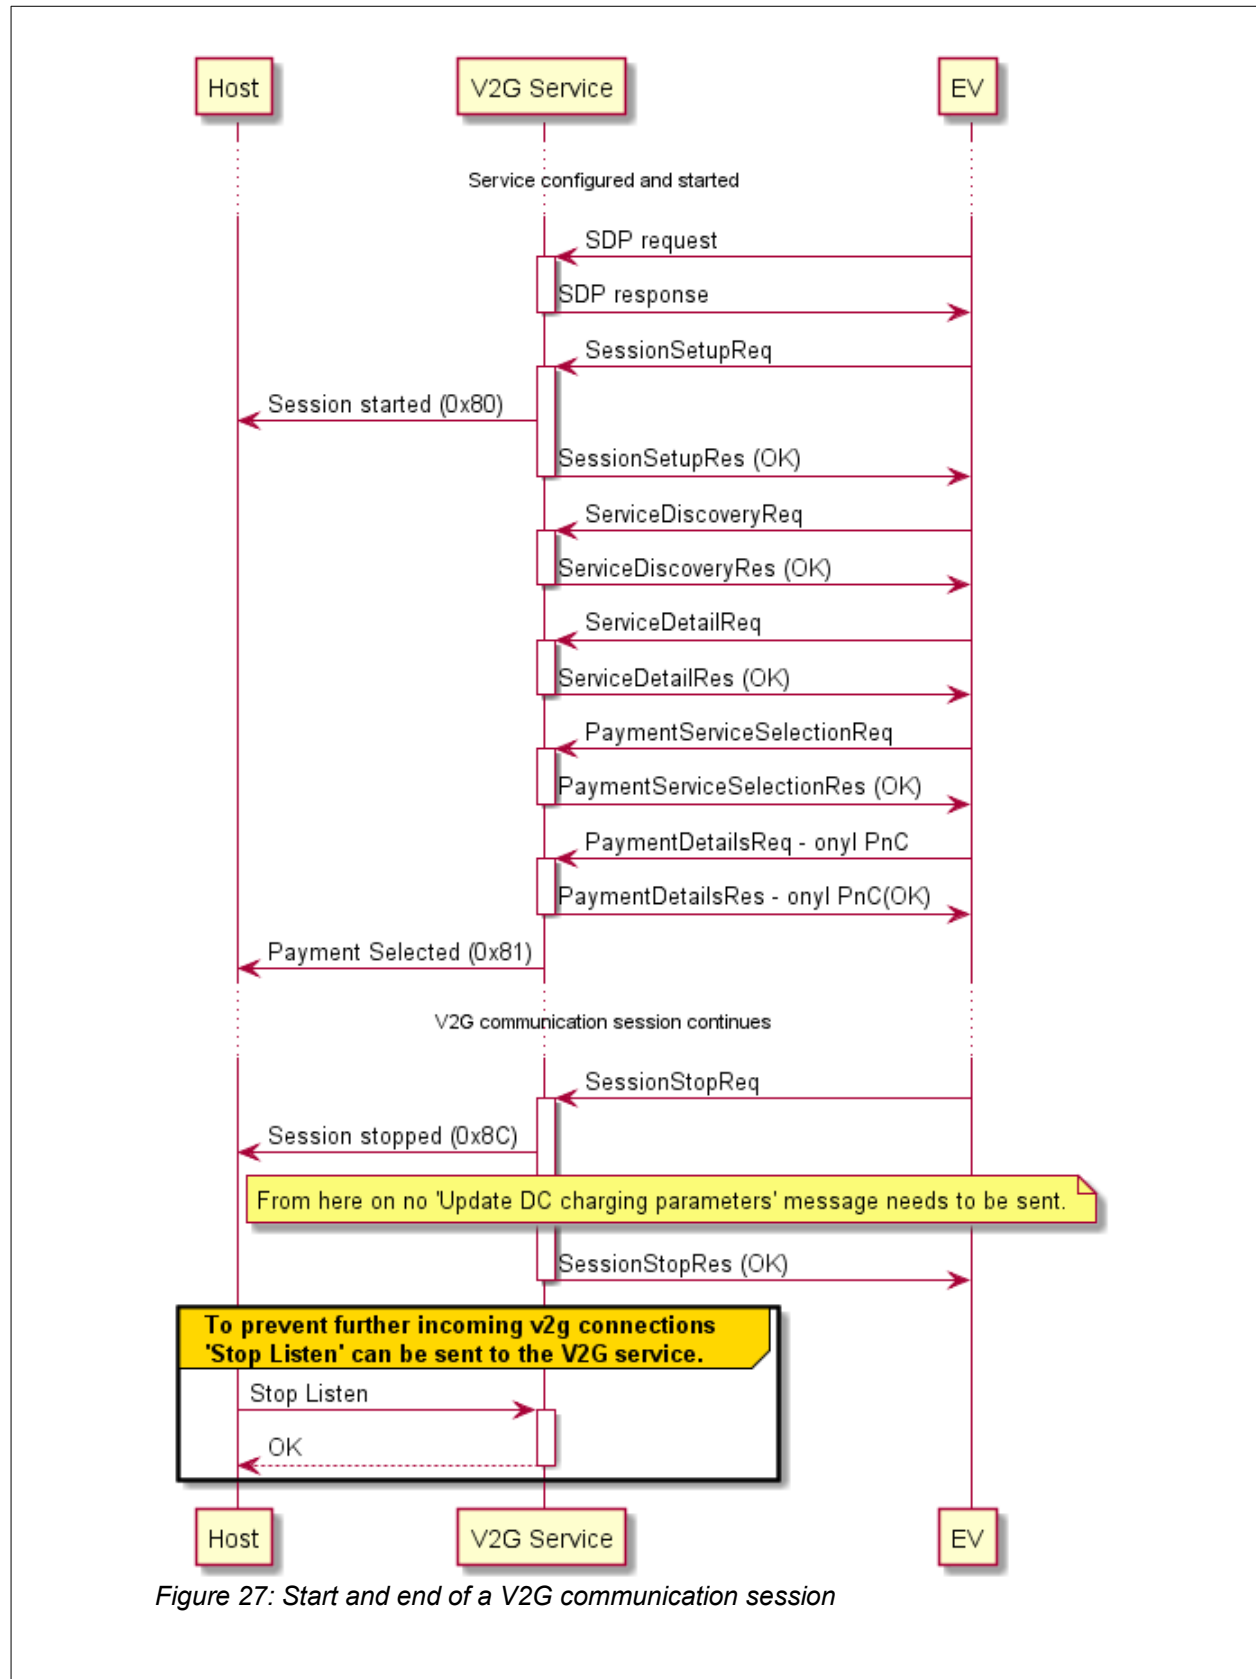 Host
V2G Service
EV
Service configured and started
SDP request
SDP response
SessionSetupReq
Session started (0x80)
SessionSetupRes (OK)
ServiceDiscoveryReq
ServiceDiscoveryRes (OK)
ServiceDetailReq
ServiceDetailRes (OK)
PaymentServiceSelectionReq
PaymentServiceSelectionRes (OK)
PaymentDetailsReq - onyl PnC
PaymentDetailsRes - onyl PnC(OK)
Payment Selected (0x81)
V2G communication session continues
SessionStopReq
Session stopped (0x8C)
From here on no 'Update DC charging parameters' message needs to be sent.
SessionStopRes (OK)
To prevent further incoming v2g connections
'Stop Listen' can be sent to the V2G service.
Stop Listen
OK
Host
V2G Service
EV
Figure 27: Start and end of a V2G communication session